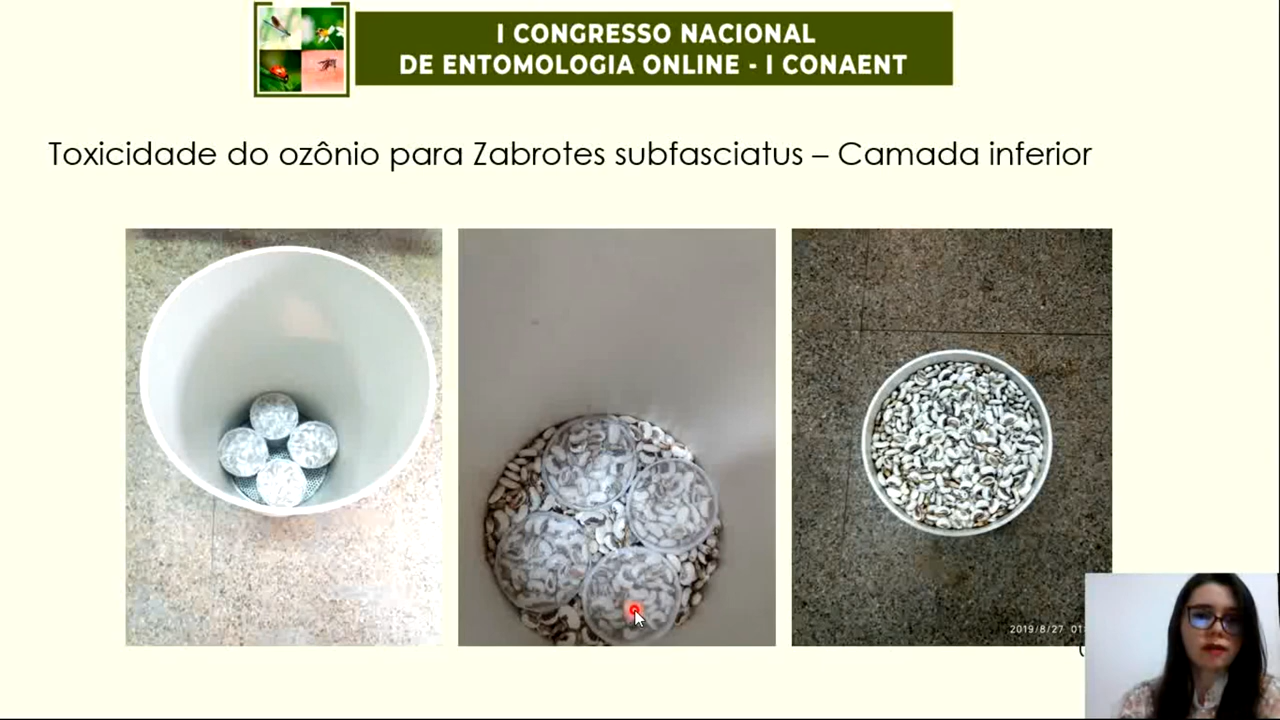 I CONGRESSO NACIONAL
DE ENTOMOLOGIA ONLINE - I CONAENT
Toxicidade do ozônio para Zabrotes subfasciatus – Camada inferior
2019/8/27